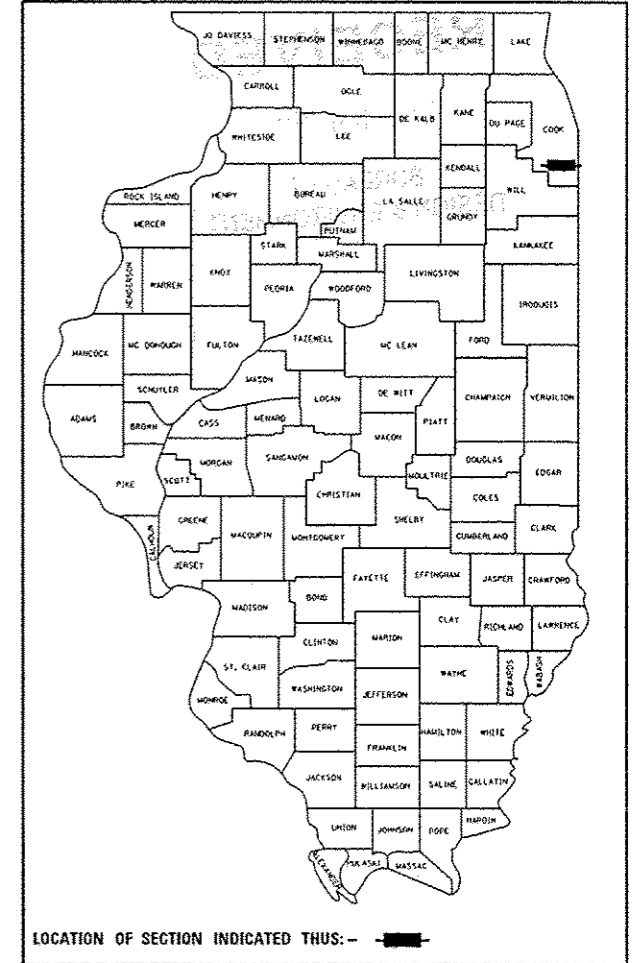 JO DAVIESS STEPHENSON WINNEBAGO BOONE MC HENRY LAKE
CARROLL OGLE DE KALB KANE DU PAGE COOK
WHITESIDE LEE
KENDALL WILL
ROCK ISLAND HENRY BUREAU LA SALLE GRUNDY
MERCER PUTNAM KANKAKEE
STARK MARSHALL
HENDERSON WARREN KNOX PEORIA WOODFORD LIVINGSTON IROQUOIS
HANCOCK MC DONOUGH FULTON TAZEWELL MC LEAN FORD
SCHUYLER MASON
LOGAN DE WITT CHAMPAIGN VERMILION
ADAMS BROWN CASS MENARD PIATT
MACON
MORGAN SANGAMON DOUGLAS EDGAR
PIKE SCOTT CHRISTIAN MOULTRIE COLES
CALHOUN GREENE MACOUPIN MONTGOMERY SHELBY CUMBERLAND CLARK
JERSEY FAYETTE EFFINGHAM JASPER CRAWFORD
MADISON BOND
CLAY RICHLAND LAWRENCE
CLINTON MARION
ST. CLAIR WAYNE EDWARDS WABASH
WASHINGTON JEFFERSON
MONROE
RANDOLPH PERRY HAMILTON WHITE
FRANKLIN
JACKSON WILLIAMSON SALINE GALLATIN
UNION JOHNSON POPE HARDIN
ALEXANDER PULASKI MASSAC
LOCATION OF SECTION INDICATED THUS: -